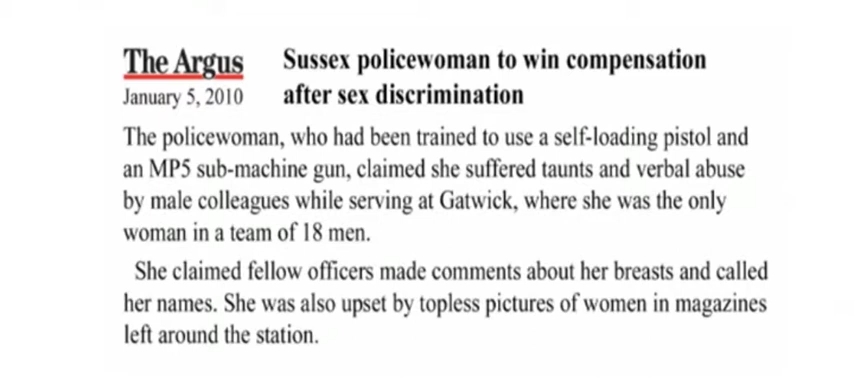 The Argus
January 5, 2010
Sussex policewoman to win compensation
after sex discrimination
The policewoman, who had been trained to use a self-loading pistol and
an MP5 sub-machine gun, claimed she suffered taunts and verbal abuse
by male colleagues while serving at Gatwick, where she was the only
woman in a team of 18 men.
She claimed fellow officers made comments about her breasts and called
her names. She was also upset by topless pictures of women in magazines
left around the station.